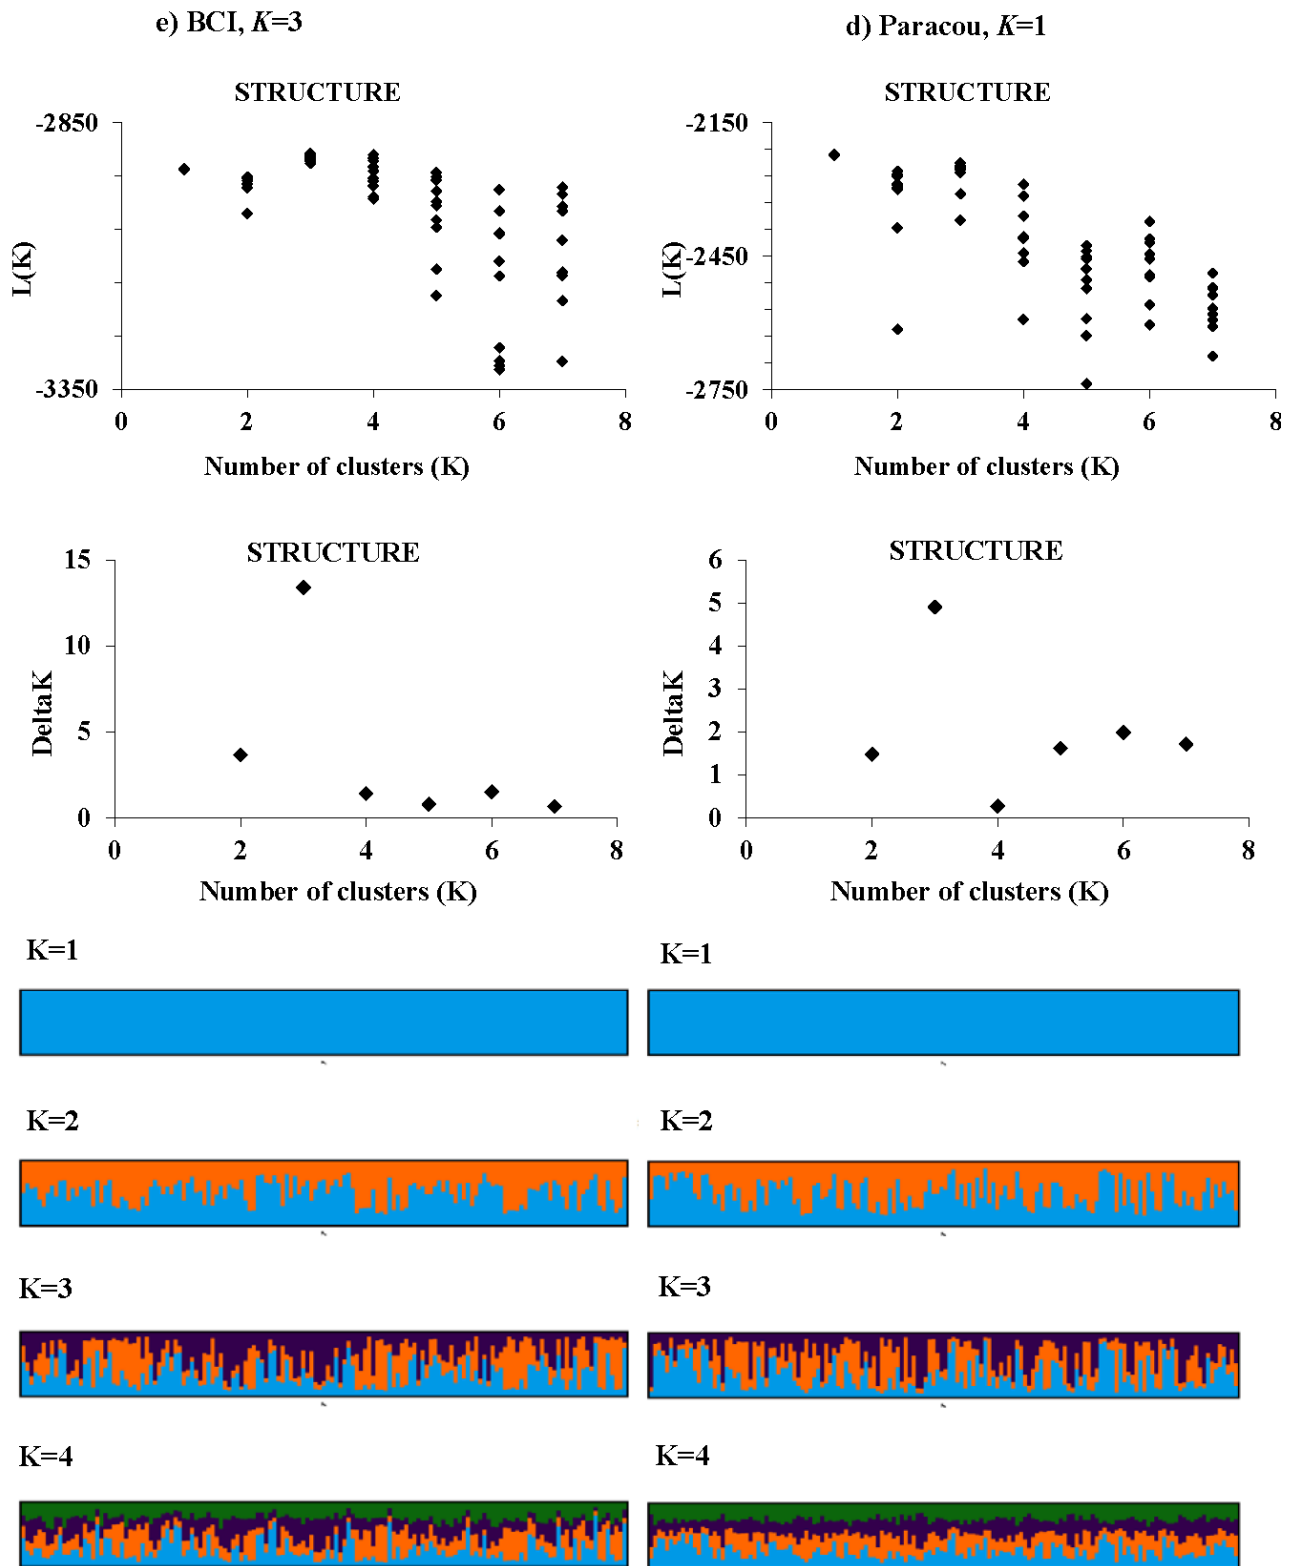 e) BCI, K=3
STRUCTURE
-2850
-3350
L(K)
0 2 4 6 8
Number of clusters (K)
STRUCTURE
15
10
5
0
DeltaK
0 2 4 6 8
Number of clusters (K)
K=1
K=2
K=3
K=4
d) Paracou, K=1
STRUCTURE
-2150
-2450
-2750
L(K)
0 2 4 6 8
Number of clusters (K)
STRUCTURE
6
5
4
3
2
1
0
DeltaK
0 2 4 6 8
Number of clusters (K)
K=1
K=2
K=3
K=4